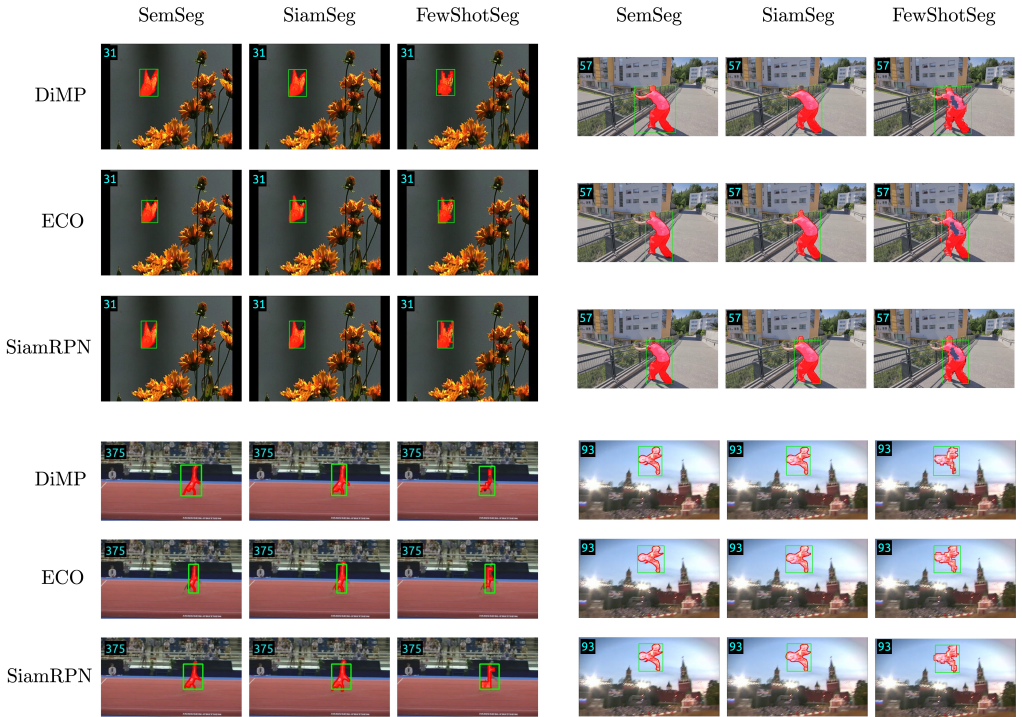 SemSeg SiamSeg FewShotSeg SemSeg SiamSeg FewShotSeg
DiMP 31 31 31 57 57 57
ECO 31 31 31 57 57 57
SiamRPN 31 31 31 57 57 57
DiMP 375 375 375 93 93 93
ECO 375 375 375 93 93 93
SiamRPN 375 375 375 93 93 93